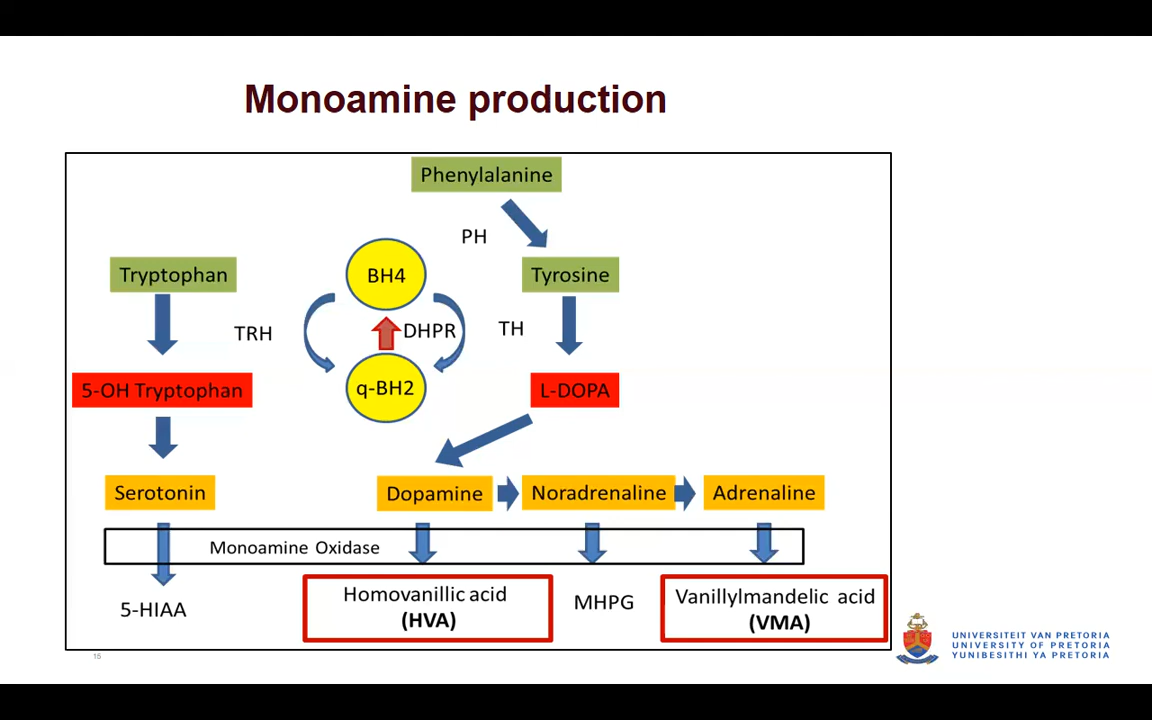 Monoamine production
Phenylalanine
PH
Tryptophan
BH4
Tyrosine
TRH
DHPR
TH
5-OH Tryptophan
q-BH2
L-DOPA
Serotonin
Dopamine
Noradrenaline
Adrenaline
Monoamine Oxidase
5-HIAA
Homovanillic acid
(HVA)
MHPG
Vanillylmandelic acid
(VMA)
15
UNIVERSITEIT VAN PRETORIA
UNIVERSITY OF PRETORIA
YUNIBESITHI YA PRETORIA